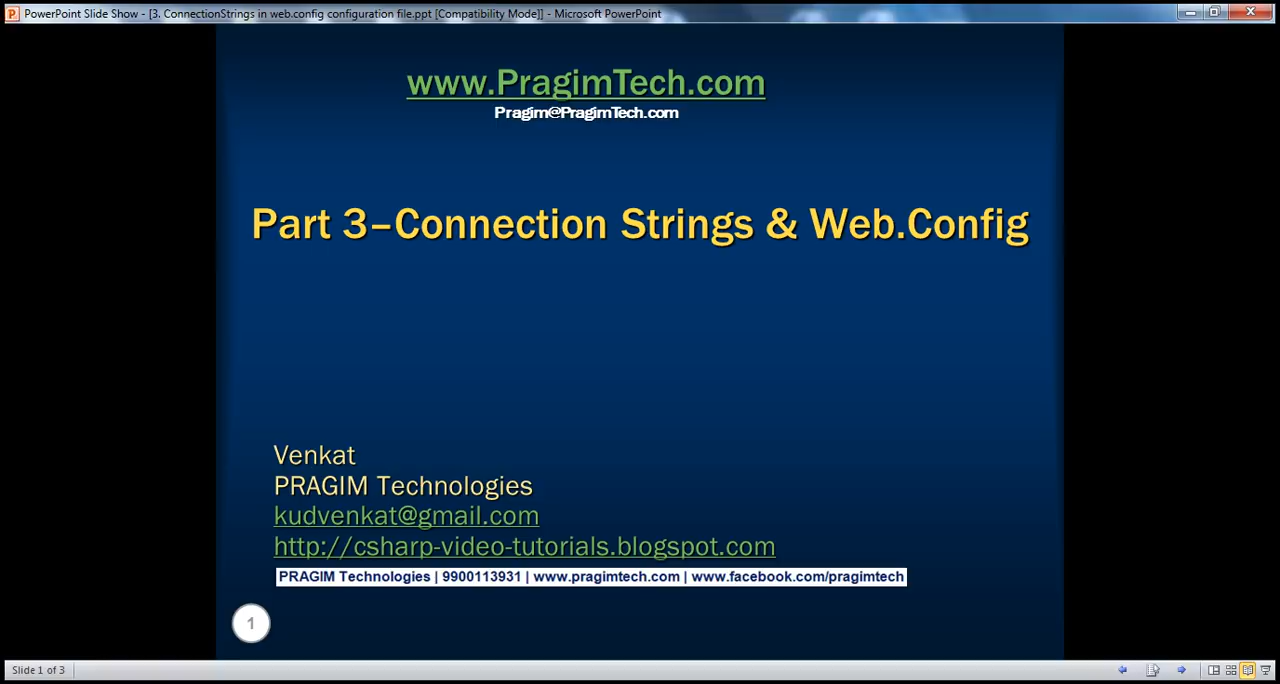 PowerPoint Slide Show - [3. ConnectionStrings in web.config configuration file.ppt [Compatibility Mode]] - Microsoft PowerPoint
www.PragimTech.com
Pragim@PragimTech.com
Part 3–Connection Strings & Web.Config
Venkat
PRAGIM Technologies
kudvenkat@gmail.com
http://csharp-video-tutorials.blogspot.com
PRAGIM Technologies | 9900113931 | www.pragimtech.com | www.facebook.com/pragimtech
1
Slide 1 of 3